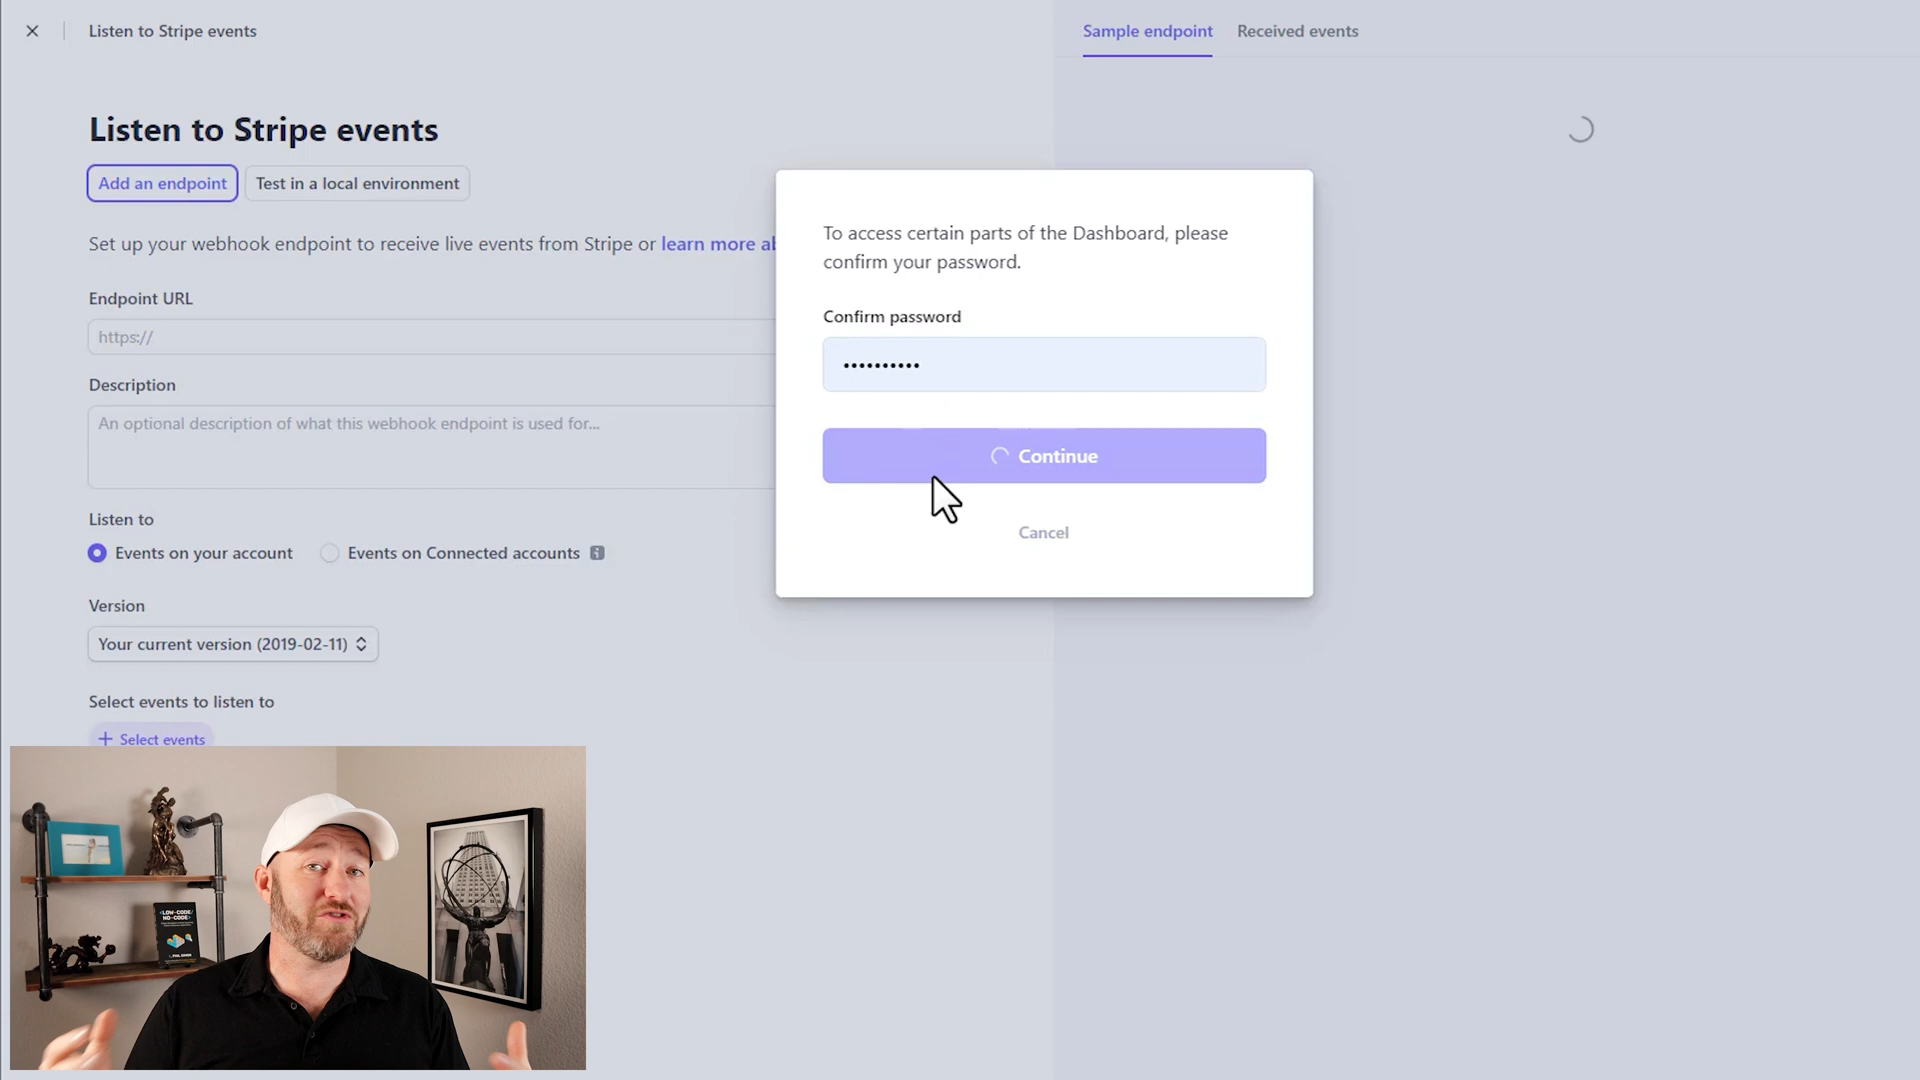 Listen to Stripe events
Sample endpoint
Received events
Listen to Stripe events
Add an endpoint
Test in a local environment
Set up your webhook endpoint to receive live events from Stripe or learn more
Endpoint URL
https://
Description
An optional description of what this webhook endpoint is used for...
Listen to
Events on your account
Events on Connected accounts
Version
Your current version (2019-02-11)
Select events to listen to
+ Select events
To access certain parts of the Dashboard, please
confirm your password.
Confirm password
••••••••••
Continue
Cancel
<LOW-CODE/
NO-CODE>